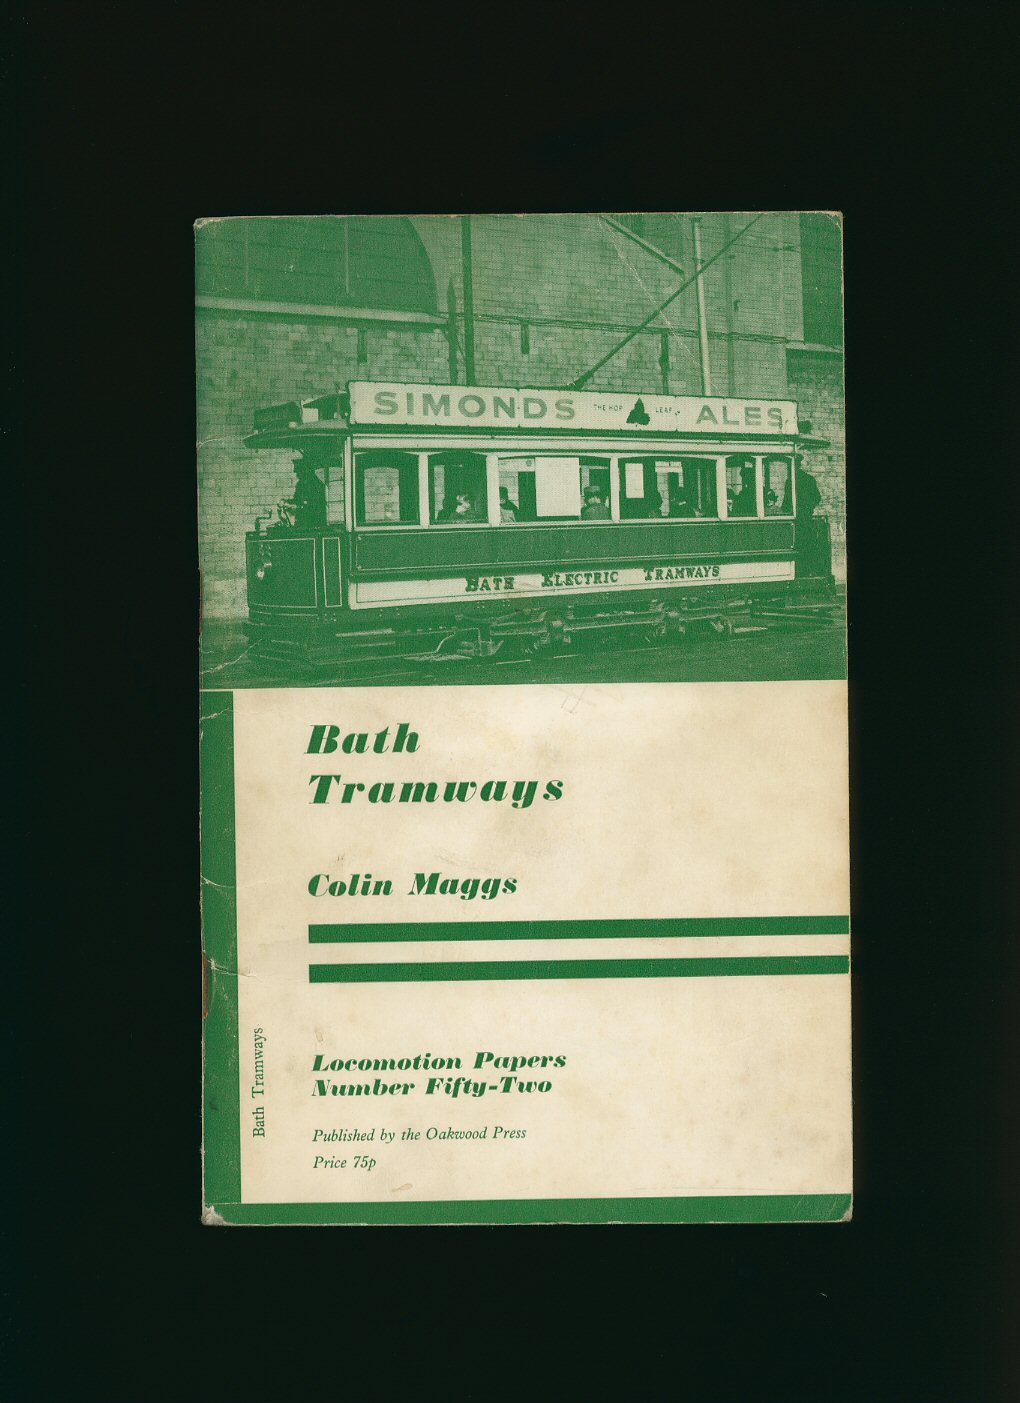 SIMONDS THE HOP LEAF ALES
BATH ELECTRIC TRAMWAYS
Bath
Tramways
Colin Maggs
Locomotion Papers
Number Fifty-Two
Published by the Oakwood Press
Price 75p
Bath Tramways